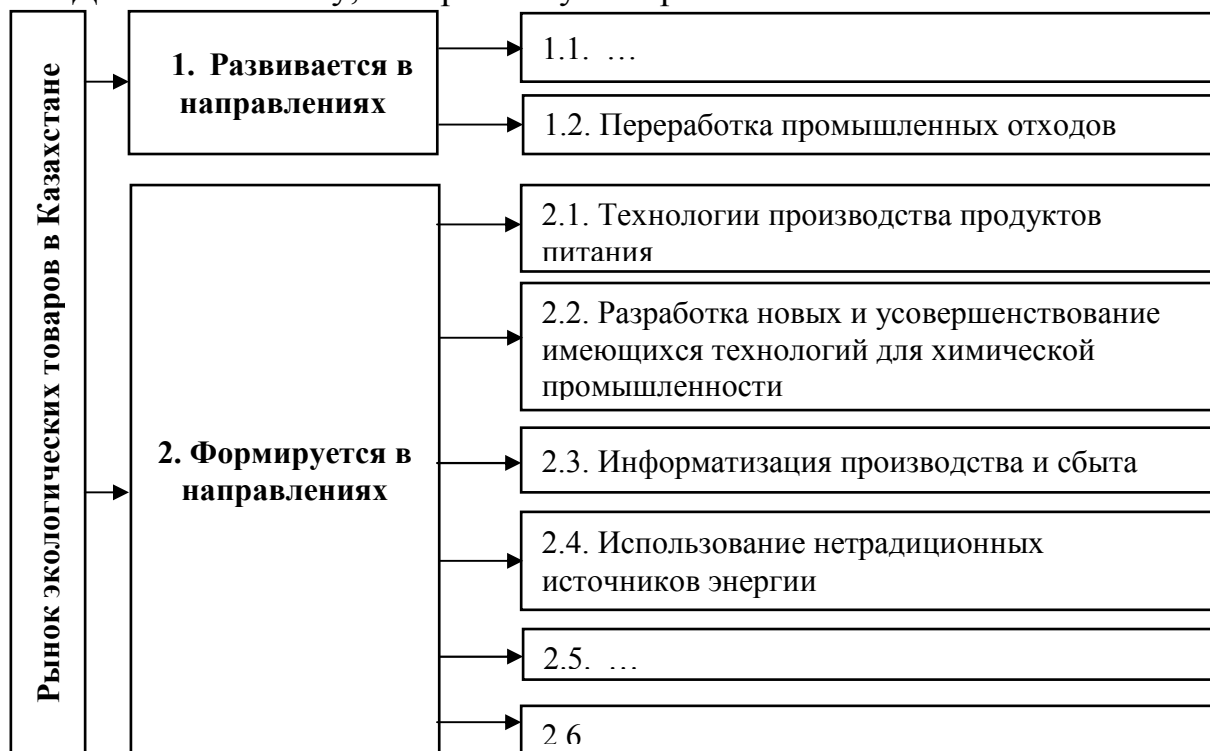 Рынок экологических товаров в Казахстане
1. Развивается в
направлениях
1.1. …
1.2. Переработка промышленных отходов
2. Формируется в
направлениях
2.1. Технологии производства продуктов
питания
2.2. Разработка новых и усовершенствование
имеющихся технологий для химической
промышленности
2.3. Информатизация производства и сбыта
2.4. Использование нетрадиционных
источников энергии
2.5. …
2.6